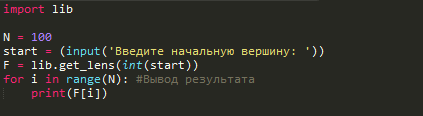 import lib
N = 100
start = (input('Введите начальную вершину: '))
F = lib.get_lens(int(start))
for i in range(N): #Вывод результата
    print(F[i])